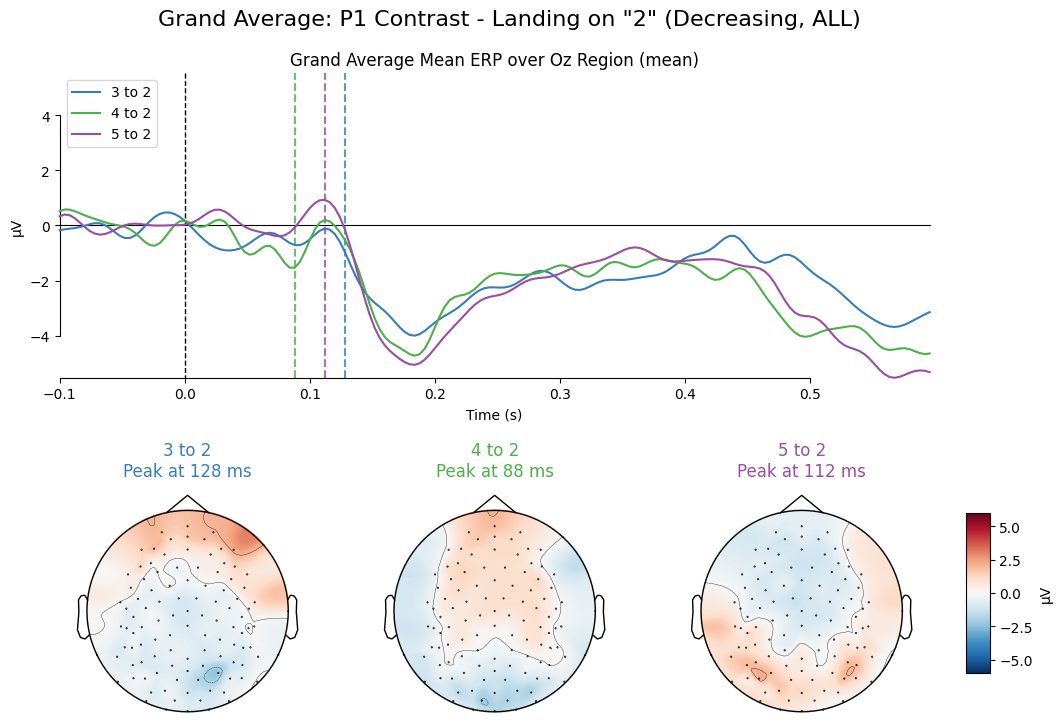 Grand Average: P1 Contrast - Landing on "2" (Decreasing, ALL)
Grand Average Mean ERP over Oz Region (mean)
3 to 2
4 to 2
5 to 2
4
2
0
−2
−4
µV
−0.1 0.0 0.1 0.2 0.3 0.4 0.5
Time (s)
3 to 2
Peak at 128 ms
4 to 2
Peak at 88 ms
5 to 2
Peak at 112 ms
5.0
2.5
0.0
−2.5
−5.0
µV